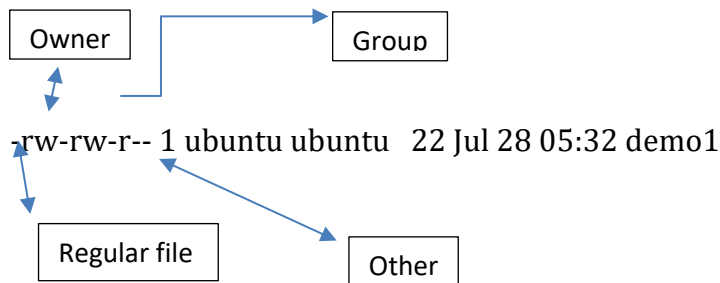 Owner
Group
-rw-rw-r-- 1 ubuntu ubuntu 22 Jul 28 05:32 demo1
Regular file
Other